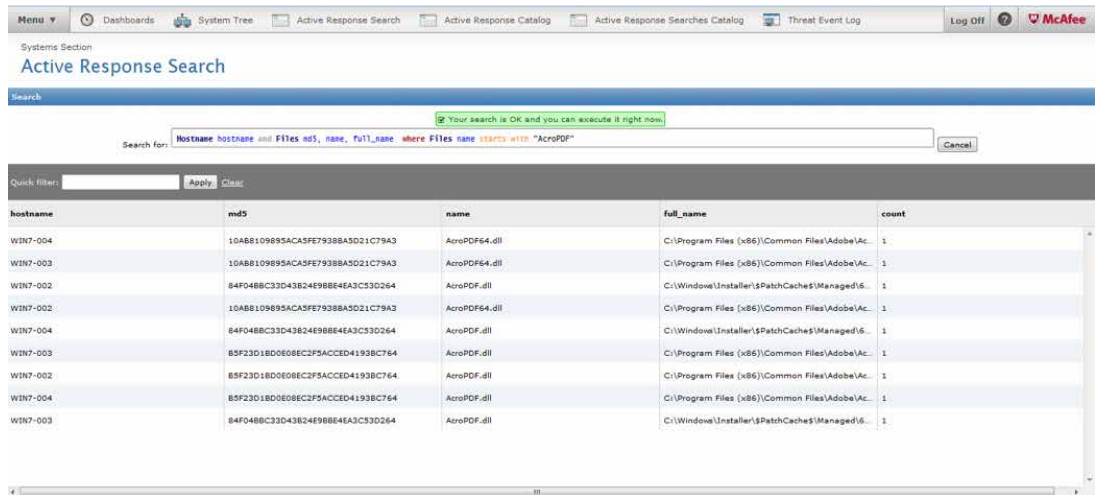 Menu ▼ Dashboards System Tree Active Response Search Active Response Catalog Active Response Searches Catalog Threat Event Log Log Off ? McAfee
Systems Section
Active Response Search
Search
Your search is OK and you can execute it right now.
Search for: Hostname hostname and Files md5, name, full_name where Files name starts with "AcroPDF" Cancel
Quick filter: Apply Clear
hostname md5 name full_name count
WIN7-004 10AB8109895ACA5FE7938BA5D21C79A3 AcroPDF64.dll C:\Program Files (x86)\Common Files\Adobe\Ac... 1
WIN7-003 10AB8109895ACA5FE7938BA5D21C79A3 AcroPDF64.dll C:\Program Files (x86)\Common Files\Adobe\Ac... 1
WIN7-002 84F04BBC33D43B24E9BBE4EA3C53D264 AcroPDF.dll C:\Windows\Installer\$PatchCache$\Managed\6... 1
WIN7-002 10AB8109895ACA5FE7938BA5D21C79A3 AcroPDF64.dll C:\Program Files (x86)\Common Files\Adobe\Ac... 1
WIN7-004 84F04BBC33D43B24E9BBE4EA3C53D264 AcroPDF.dll C:\Windows\Installer\$PatchCache$\Managed\6... 1
WIN7-003 B5F23D1BD0E08EC2F5ACCED4193BC764 AcroPDF.dll C:\Program Files (x86)\Common Files\Adobe\Ac... 1
WIN7-002 B5F23D1BD0E08EC2F5ACCED4193BC764 AcroPDF.dll C:\Program Files (x86)\Common Files\Adobe\Ac... 1
WIN7-004 B5F23D1BD0E08EC2F5ACCED4193BC764 AcroPDF.dll C:\Program Files (x86)\Common Files\Adobe\Ac... 1
WIN7-003 84F04BBC33D43B24E9BBE4EA3C53D264 AcroPDF.dll C:\Windows\Installer\$PatchCache$\Managed\6... 1